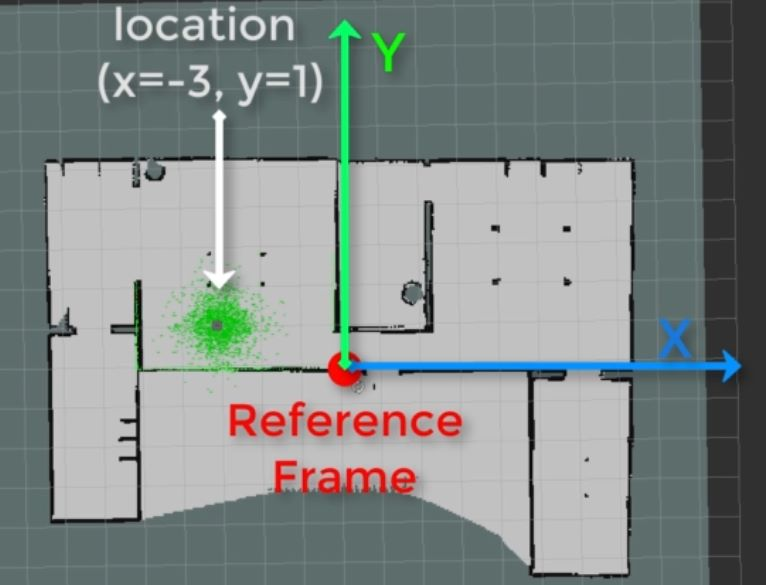 location
(x=-3, y=1)
Y
X
Reference
Frame